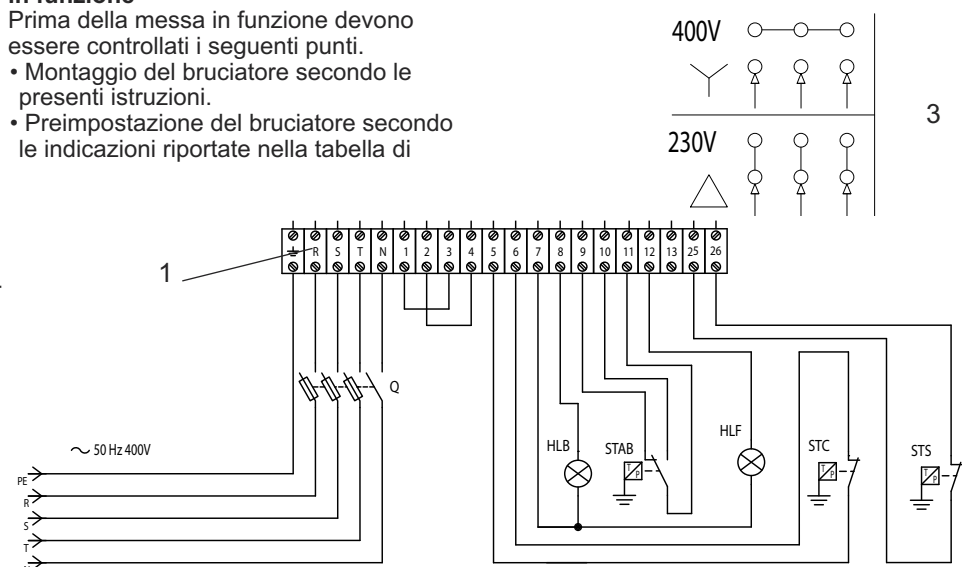 Prima della messa in funzione devono
essere controllati i seguenti punti.
• Montaggio del bruciatore secondo le
presenti istruzioni.
• Preimpostazione del bruciatore secondo
le indicazioni riportate nella tabella di
400V
230V
3
1
R S T N 1 2 3 4 5 6 7 8 9 10 11 12 13 25 26
Q
~ 50 Hz 400V
PE
R
S
T
HLB
STAB
T P
HLF
STC
T P
STS
T P